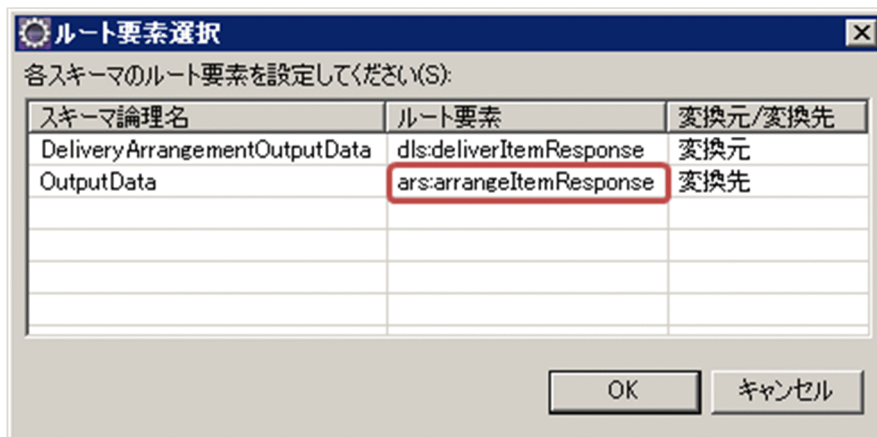 ルート要素選択
各スキーマのルート要素を設定してください(S):
スキーマ論理名 ルート要素 変換元/変換先
DeliveryArrangementOutputData dls:deliverItemResponse 変換元
OutputData ars:arrangeItemResponse 変換先
OK キャンセル